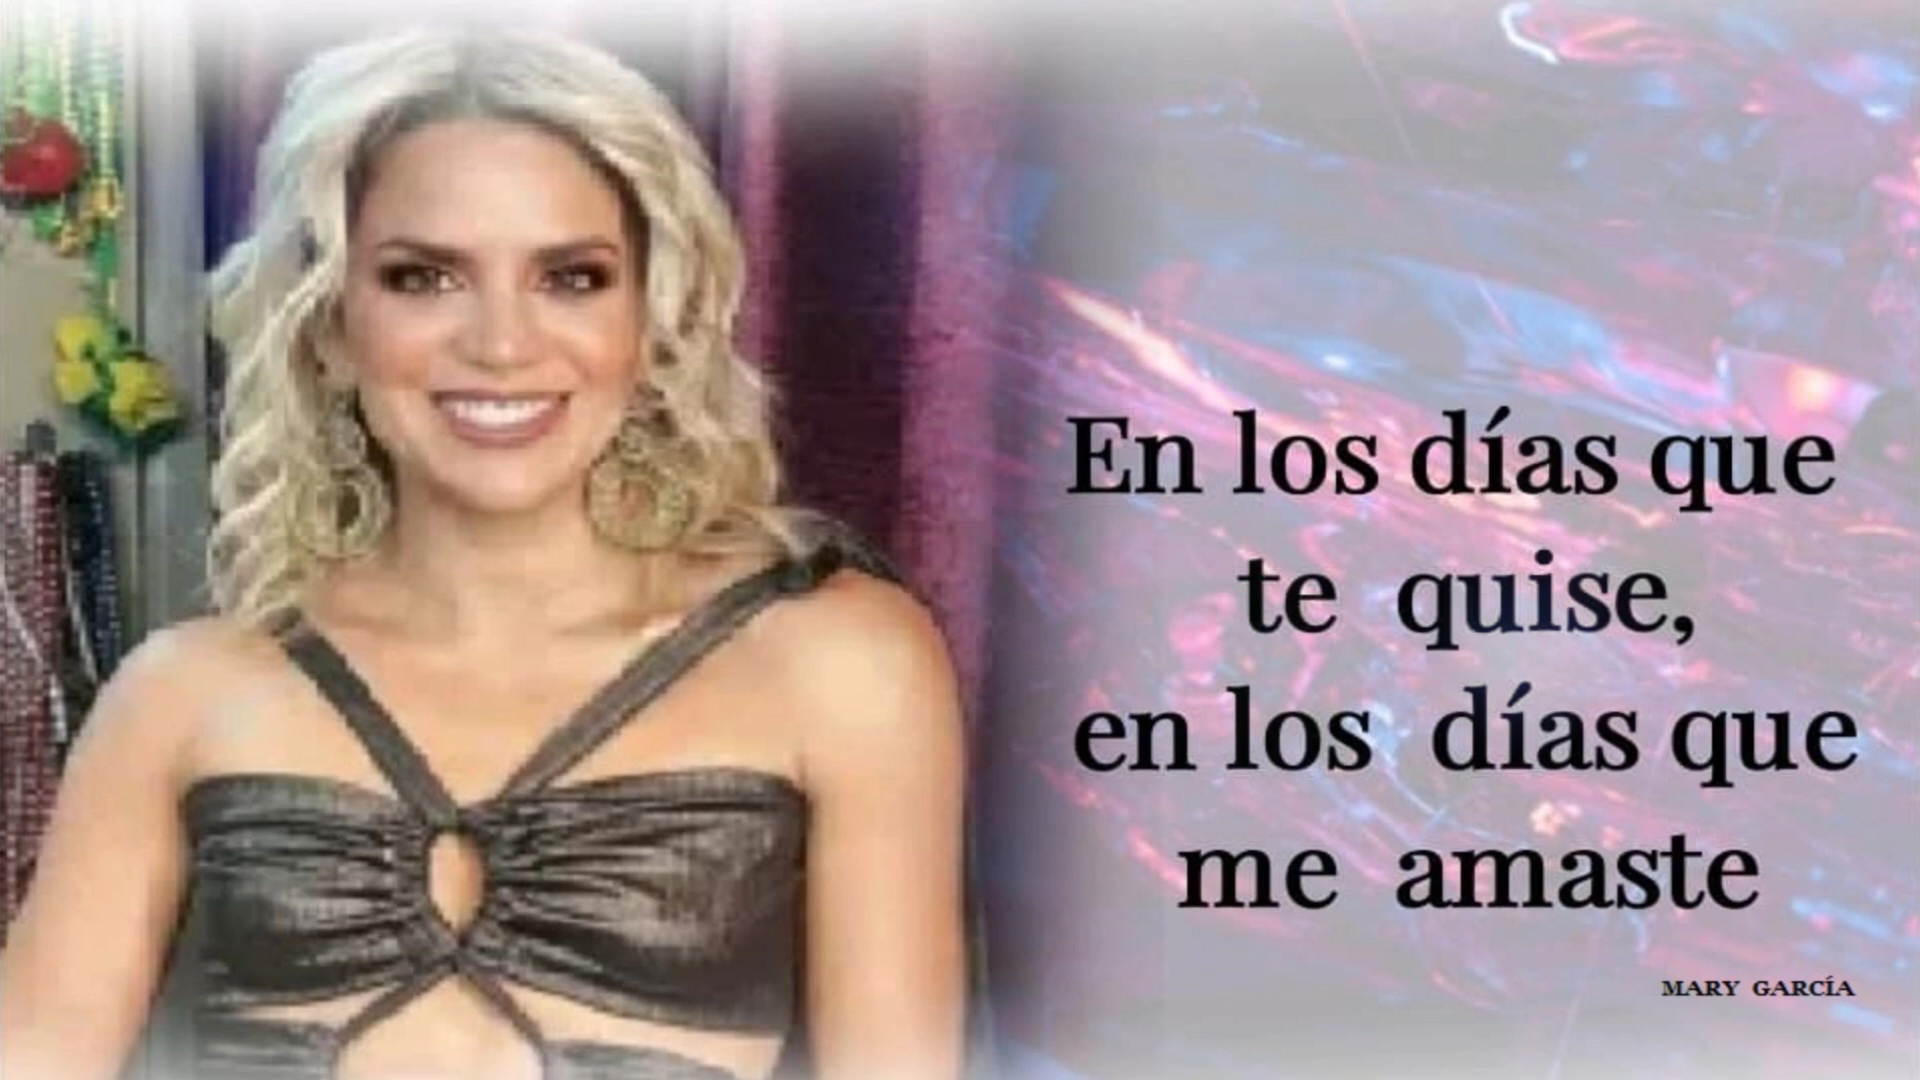 En los días que
te quise,
en los días que
me amaste
MARY GARCÍA